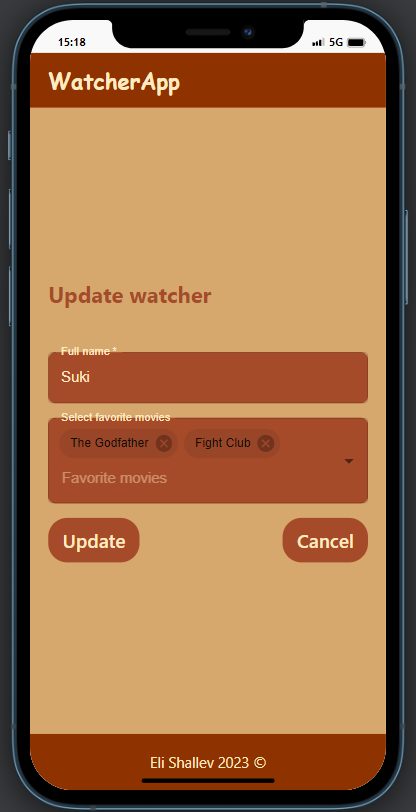 15:18 5G
WatcherApp
Update watcher
Full name *
Suki
Select favorite movies
The Godfather Fight Club
Favorite movies
Update Cancel
Eli Shallev 2023 ©